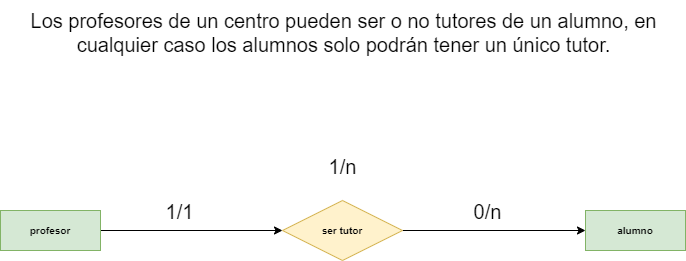 Los profesores de un centro pueden ser o no tutores de un alumno, en
cualquier caso los alumnos solo podrán tener un único tutor.
1/n
1/1
0/n
profesor
ser tutor
alumno